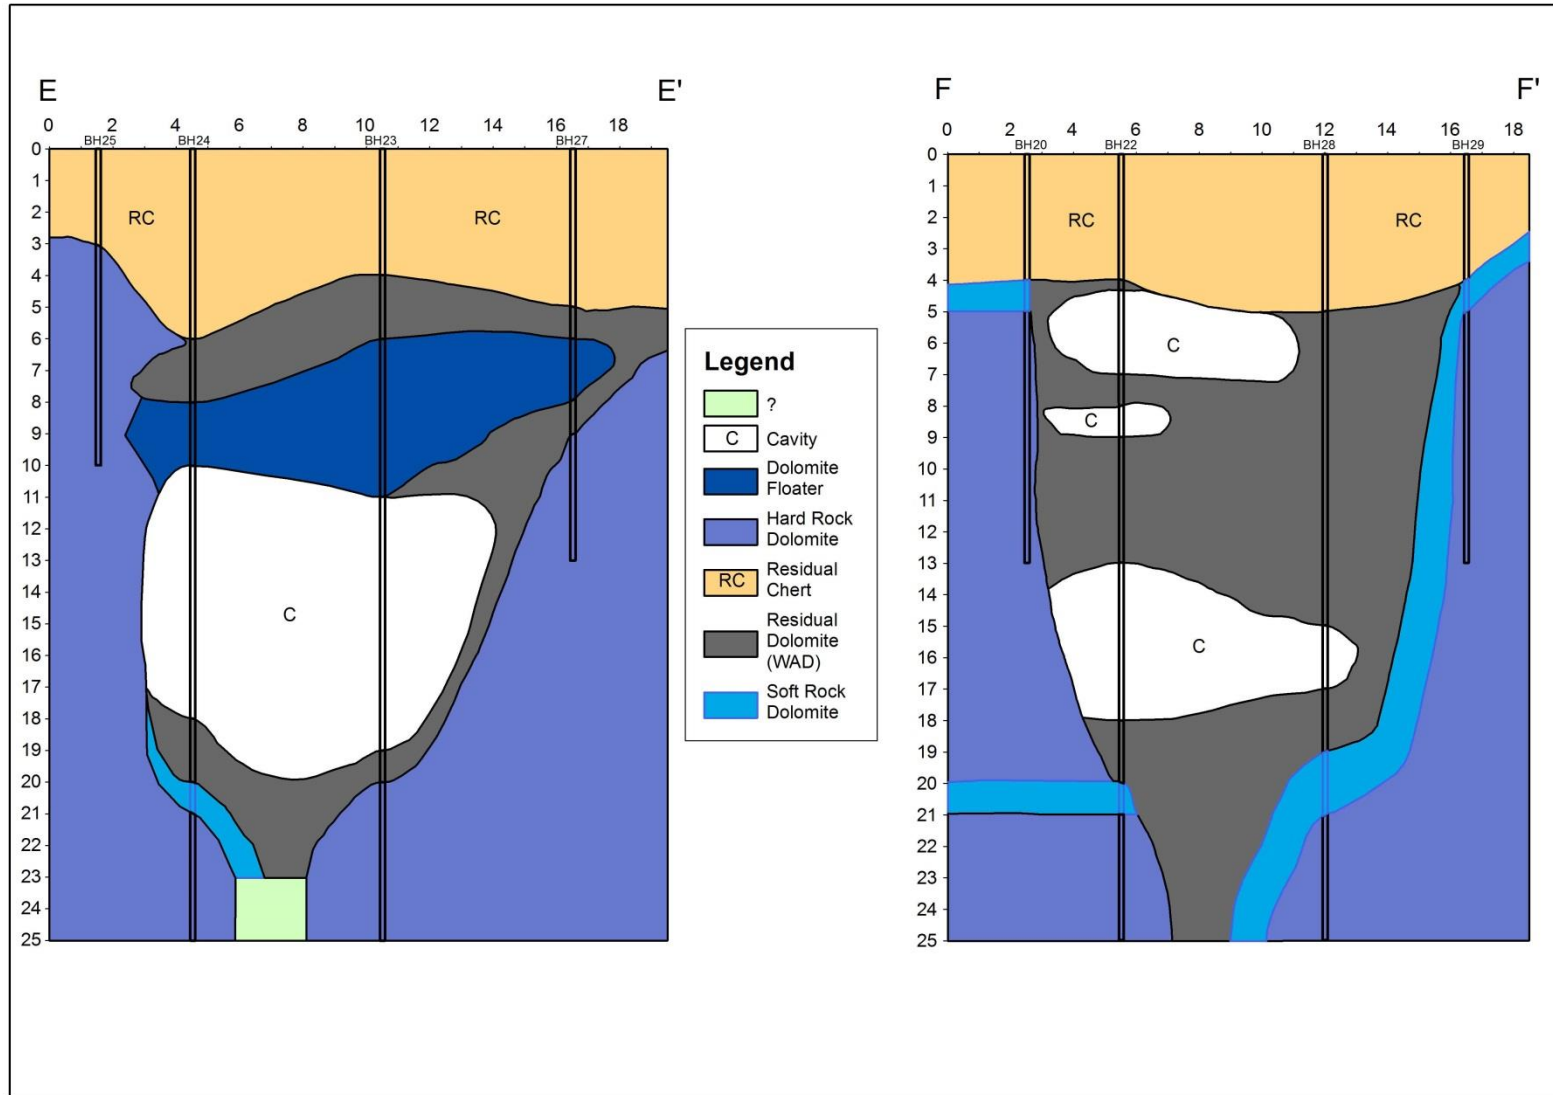 E E'
0 2 4 6 8 10 12 14 16 18
BH25 BH24 BH23 BH27
0
1
2
3
4
5
6
7
8
9
10
11
12
13
14
15
16
17
18
19
20
21
22
23
24
25
RC RC
C
Legend
?
C Cavity
Dolomite
Floater
Hard Rock
Dolomite
RC Residual
Chert
Residual
Dolomite
(WAD)
Soft Rock
Dolomite
F F'
0 2 4 6 8 10 12 14 16 18
BH20 BH22 BH28 BH29
0
1
2
3
4
5
6
7
8
9
10
11
12
13
14
15
16
17
18
19
20
21
22
23
24
25
RC RC
C
C
C